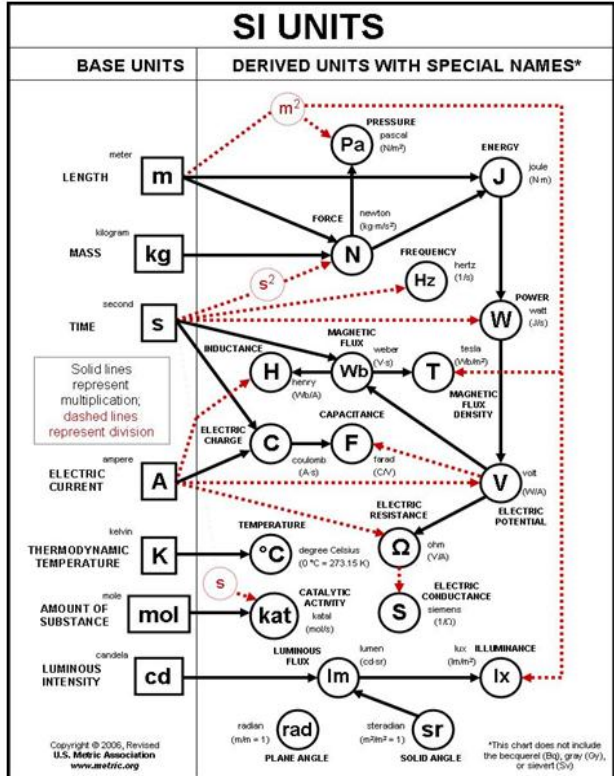 SI UNITS
BASE UNITS
DERIVED UNITS WITH SPECIAL NAMES*
m²
PRESSURE
pascal
(N/m²)
Pa
ENERGY
joule
(N·m)
J
meter
LENGTH
m
FORCE
newton
(kg·m/s²)
N
kilogram
MASS
kg
s²
FREQUENCY
hertz
(1/s)
Hz
second
TIME
s
POWER
watt
(J/s)
W
INDUCTANCE
H
henry
(Wb/A)
MAGNETIC
FLUX
weber
(V·s)
Wb
tesla
(Wb/m²)
T
MAGNETIC
FLUX
DENSITY
Solid lines
represent
multiplication;
dashed lines
represent division
ELECTRIC
CHARGE
C
coulomb
(A·s)
CAPACITANCE
F
farad
(C/V)
ampere
ELECTRIC
CURRENT
A
volt
V
(W/A)
ELECTRIC
POTENTIAL
ELECTRIC
RESISTANCE
Ω
ohm
(V/A)
kelvin
THERMODYNAMIC
TEMPERATURE
K
TEMPERATURE
°C
degree Celsius
(0 °C = 273.15 K)
ELECTRIC
CONDUCTANCE
S
siemens
(1/Ω)
mole
AMOUNT OF
SUBSTANCE
mol
s
CATALYTIC
ACTIVITY
kat
katal
(mol/s)
candela
LUMINOUS
INTENSITY
cd
LUMINOUS
FLUX
lumen
(cd·sr)
lm
lux
(lm/m²)
ILLUMINANCE
lx
radian
(m/m = 1)
rad
PLANE ANGLE
steradian
(m²/m² = 1)
sr
SOLID ANGLE
Copyright © 2006, Revised
U.S. Metric Association
www.metric.org
*This chart does not include
the becquerel (Bq), gray (Gy),
or sievert (Sv)